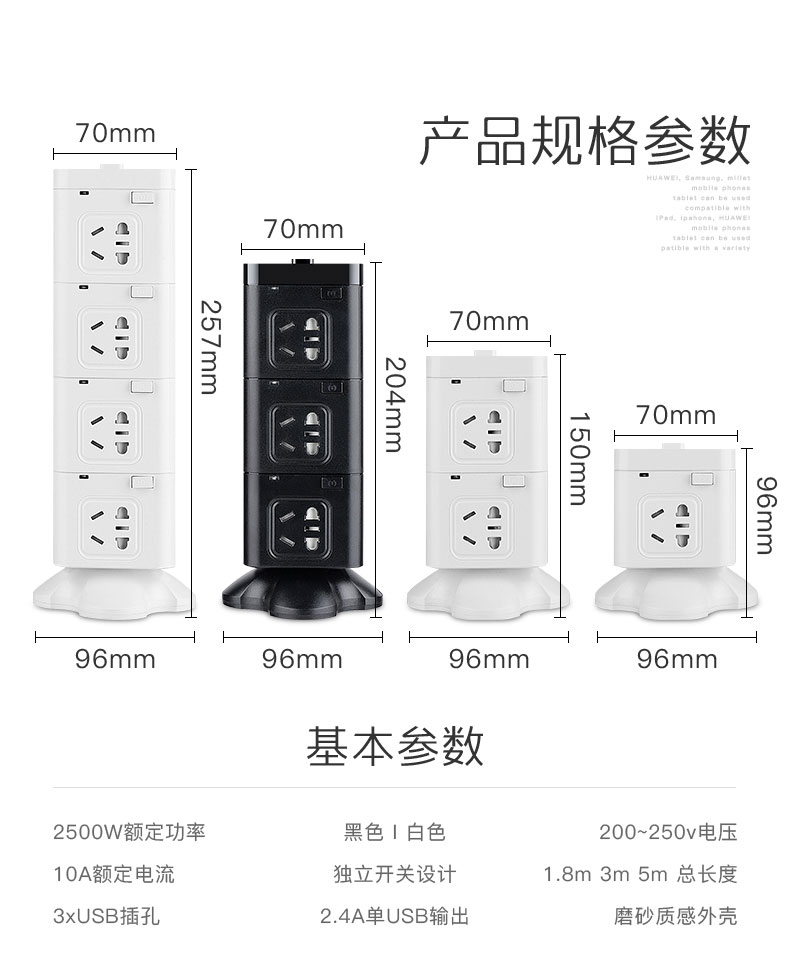 产品规格参数
HUAWEI, Samsung, millet
mobile phones
tablet can be used
compatible with
iPad, ipahone, HUAWEI
mobile phones
tablet can be used
patible with a variety
70mm
257mm
96mm
70mm
204mm
96mm
70mm
150mm
96mm
70mm
96mm
96mm
基本参数
2500W额定功率
黑色 I 白色
200~250v电压
10A额定电流
独立开关设计
1.8m 3m 5m 总长度
3xUSB插孔
2.4A单USB输出
磨砂质感外壳